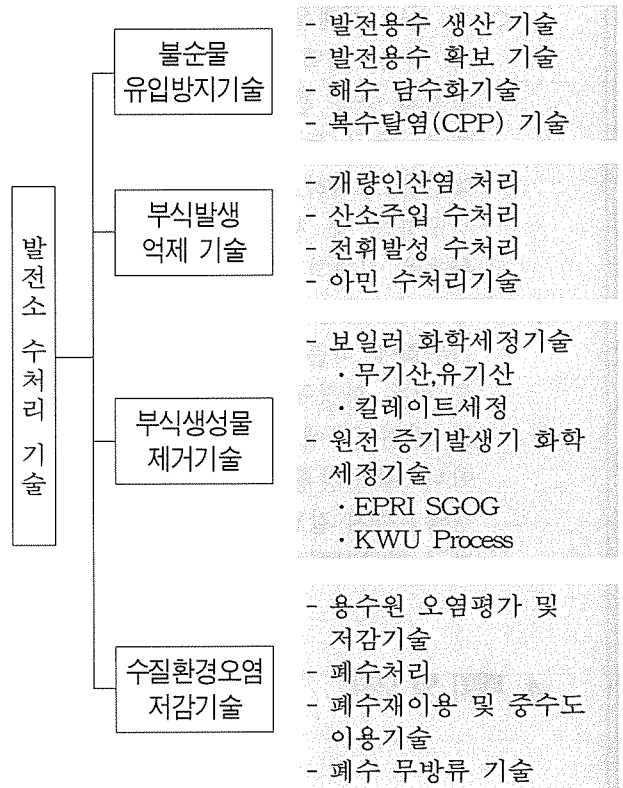 발전소 수처리 기술
불순물
유입방지기술
- 발전용수 생산 기술
- 발전용수 확보 기술
- 해수 담수화기술
- 복수탈염(CPP) 기술
부식발생
억제 기술
- 개량인산염 처리
- 산소주입 수처리
- 전휘발성 수처리
- 아민 수처리기술
부식생성물
제거기술
- 보일러 화학세정기술
· 무기산,유기산
· 킬레이트세정
- 원전 증기발생기 화학
세정기술
· EPRI SGOG
· KWU Process
수질환경오염
저감기술
- 용수원 오염평가 및
저감기술
- 폐수처리
- 폐수재이용 및 중수도
이용기술
- 폐수 무방류 기술